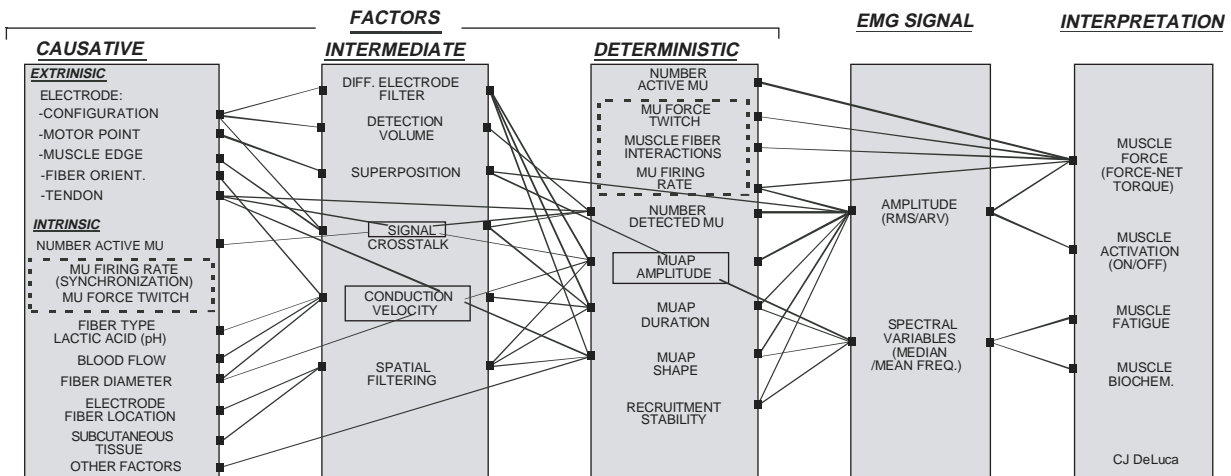 FACTORS
EMG SIGNAL
INTERPRETATION
CAUSATIVE
INTERMEDIATE
DETERMINISTIC
EXTRINISIC
ELECTRODE:
-CONFIGURATION
-MOTOR POINT
-MUSCLE EDGE
-FIBER ORIENT.
-TENDON
INTRINSIC
NUMBER ACTIVE MU
MU FIRING RATE
(SYNCHRONIZATION)
MU FORCE TWITCH
FIBER TYPE
LACTIC ACID (pH)
BLOOD FLOW
FIBER DIAMETER
ELECTRODE
FIBER LOCATION
SUBCUTANEOUS
TISSUE
OTHER FACTORS
DIFF. ELECTRODE
FILTER
DETECTION
VOLUME
SUPERPOSITION
SIGNAL
CROSSTALK
CONDUCTION
VELOCITY
SPATIAL
FILTERING
NUMBER
ACTIVE MU
MU FORCE
TWITCH
MUSCLE FIBER
INTERACTIONS
MU FIRING
RATE
NUMBER
DETECTED MU
MUAP
AMPLITUDE
MUAP
DURATION
MUAP
SHAPE
RECRUITMENT
STABILITY
AMPLITUDE
(RMS/ARV)
SPECTRAL
VARIABLES
(MEDIAN
/MEAN FREQ.)
MUSCLE
FORCE
(FORCE-NET
TORQUE)
MUSCLE
ACTIVATION
(ON/OFF)
MUSCLE
FATIGUE
MUSCLE
BIOCHEM.
CJ DeLuca